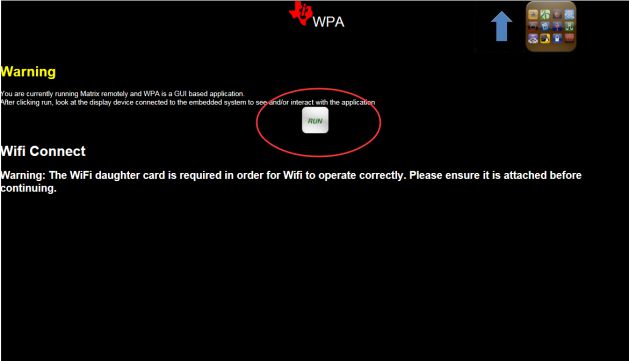 WPA
Warning
You are currently running Matrix remotely and WPA is a GUI based application.
After clicking run, look at the display device connected to the embedded system to see and/or interact with the application
RUN
Wifi Connect
Warning: The WiFi daughter card is required in order for Wifi to operate correctly. Please ensure it is attached before
continuing.